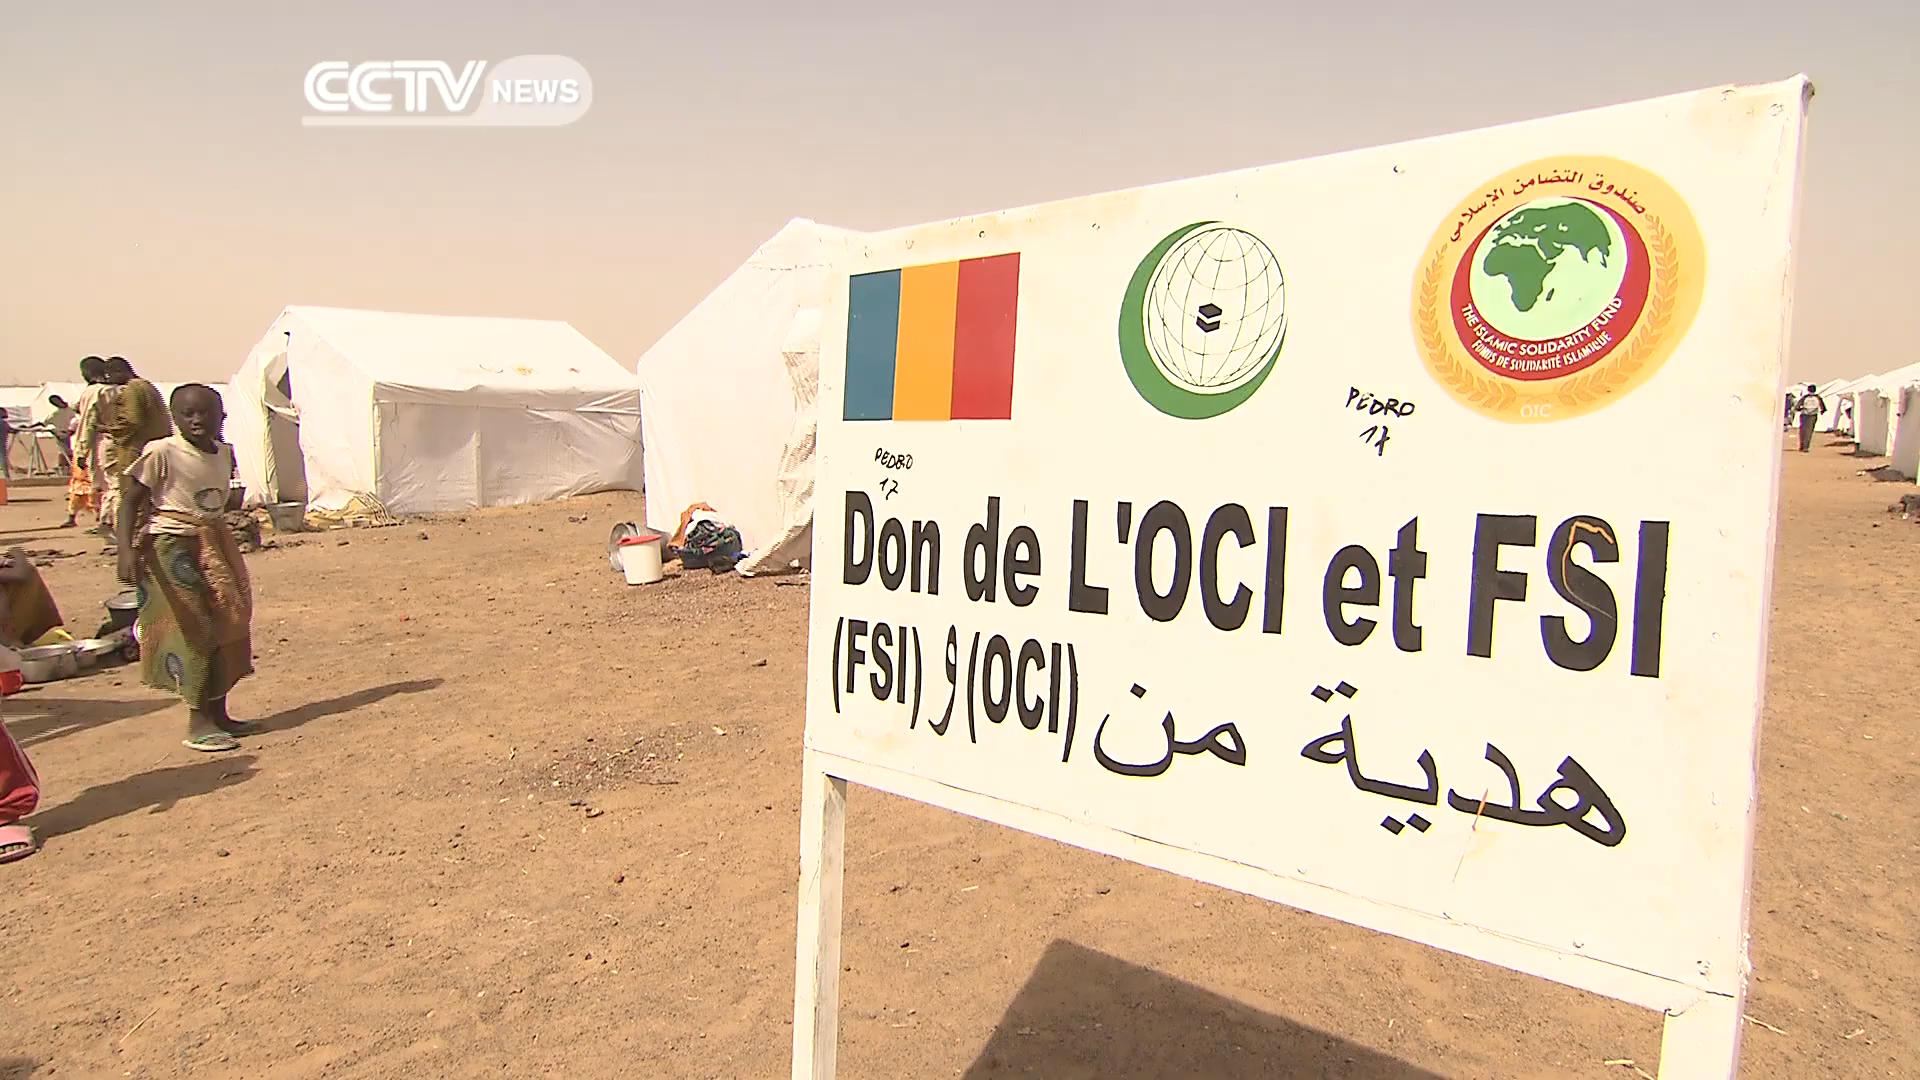 CCTV NEWS
صندوق التضامن الإسلامي
THE ISLAMIC SOLIDARITY FUND
FONDS DE SOLIDARITÉ ISLAMIQUE
OIC
PEDRO
17
PEDRO
17
Don de L'OCI et FSI
هدية من (OCI) و (FSI)